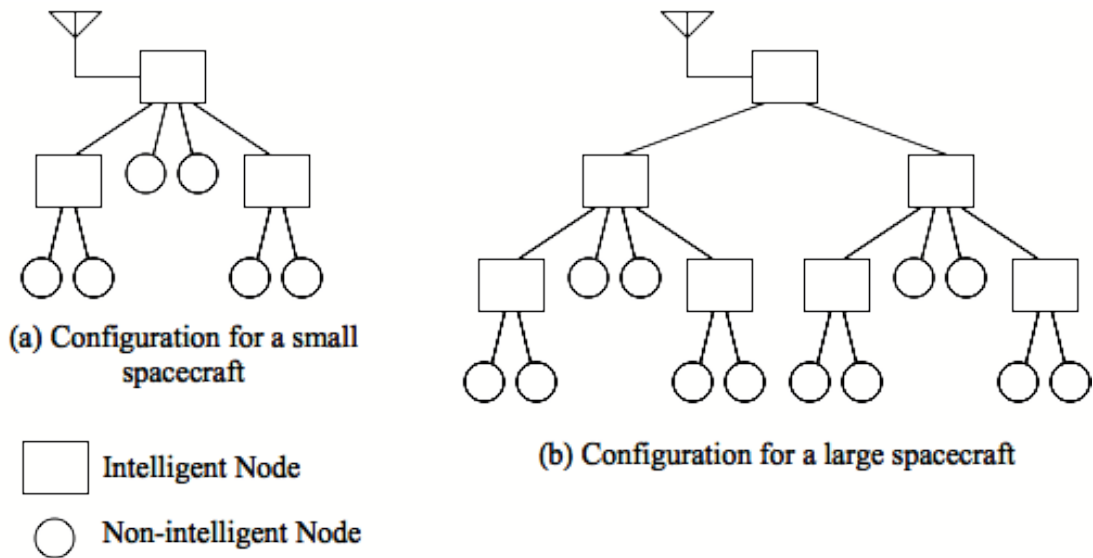 (a) Configuration for a small
spacecraft
(b) Configuration for a large spacecraft
Intelligent Node
Non-intelligent Node